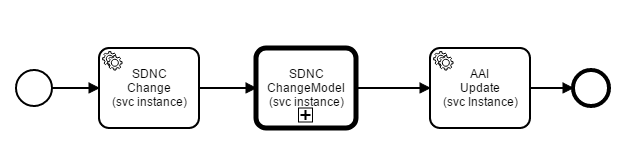 SDNC
Change
(svc instance)
SDNC
ChangeModel
(svc instance)
AAI
Update
(svc Instance)